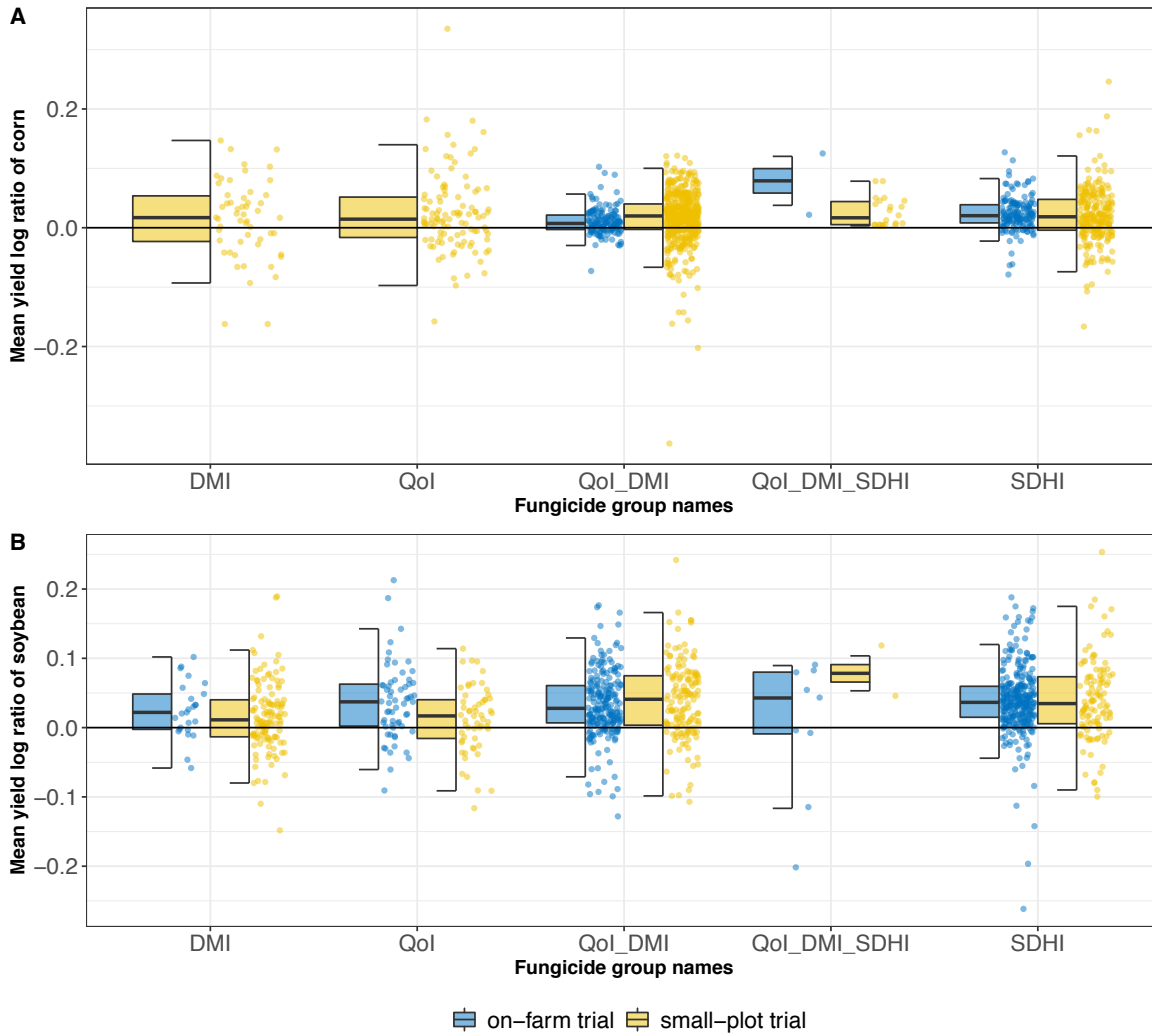 A
Mean yield log ratio of corn
0.2
0.0
−0.2
DMI QoI QoI_DMI QoI_DMI_SDHI SDHI
Fungicide group names
B
Mean yield log ratio of soybean
0.2
0.1
0.0
−0.1
−0.2
DMI QoI QoI_DMI QoI_DMI_SDHI SDHI
Fungicide group names
on−farm trial small−plot trial